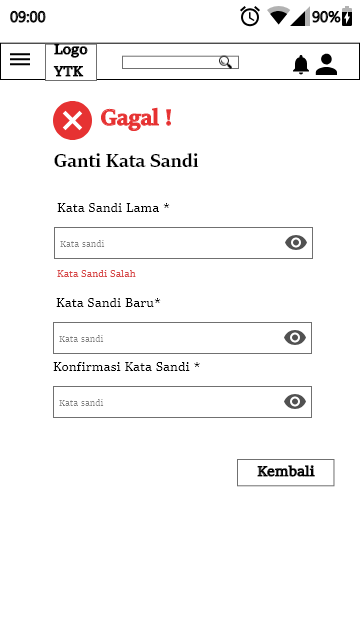 09:00
90%
Logo
YTK
Gagal !
Ganti Kata Sandi
Kata Sandi Lama *
Kata sandi
Kata Sandi Salah
Kata Sandi Baru*
Kata sandi
Konfirmasi Kata Sandi *
Kata sandi
Kembali